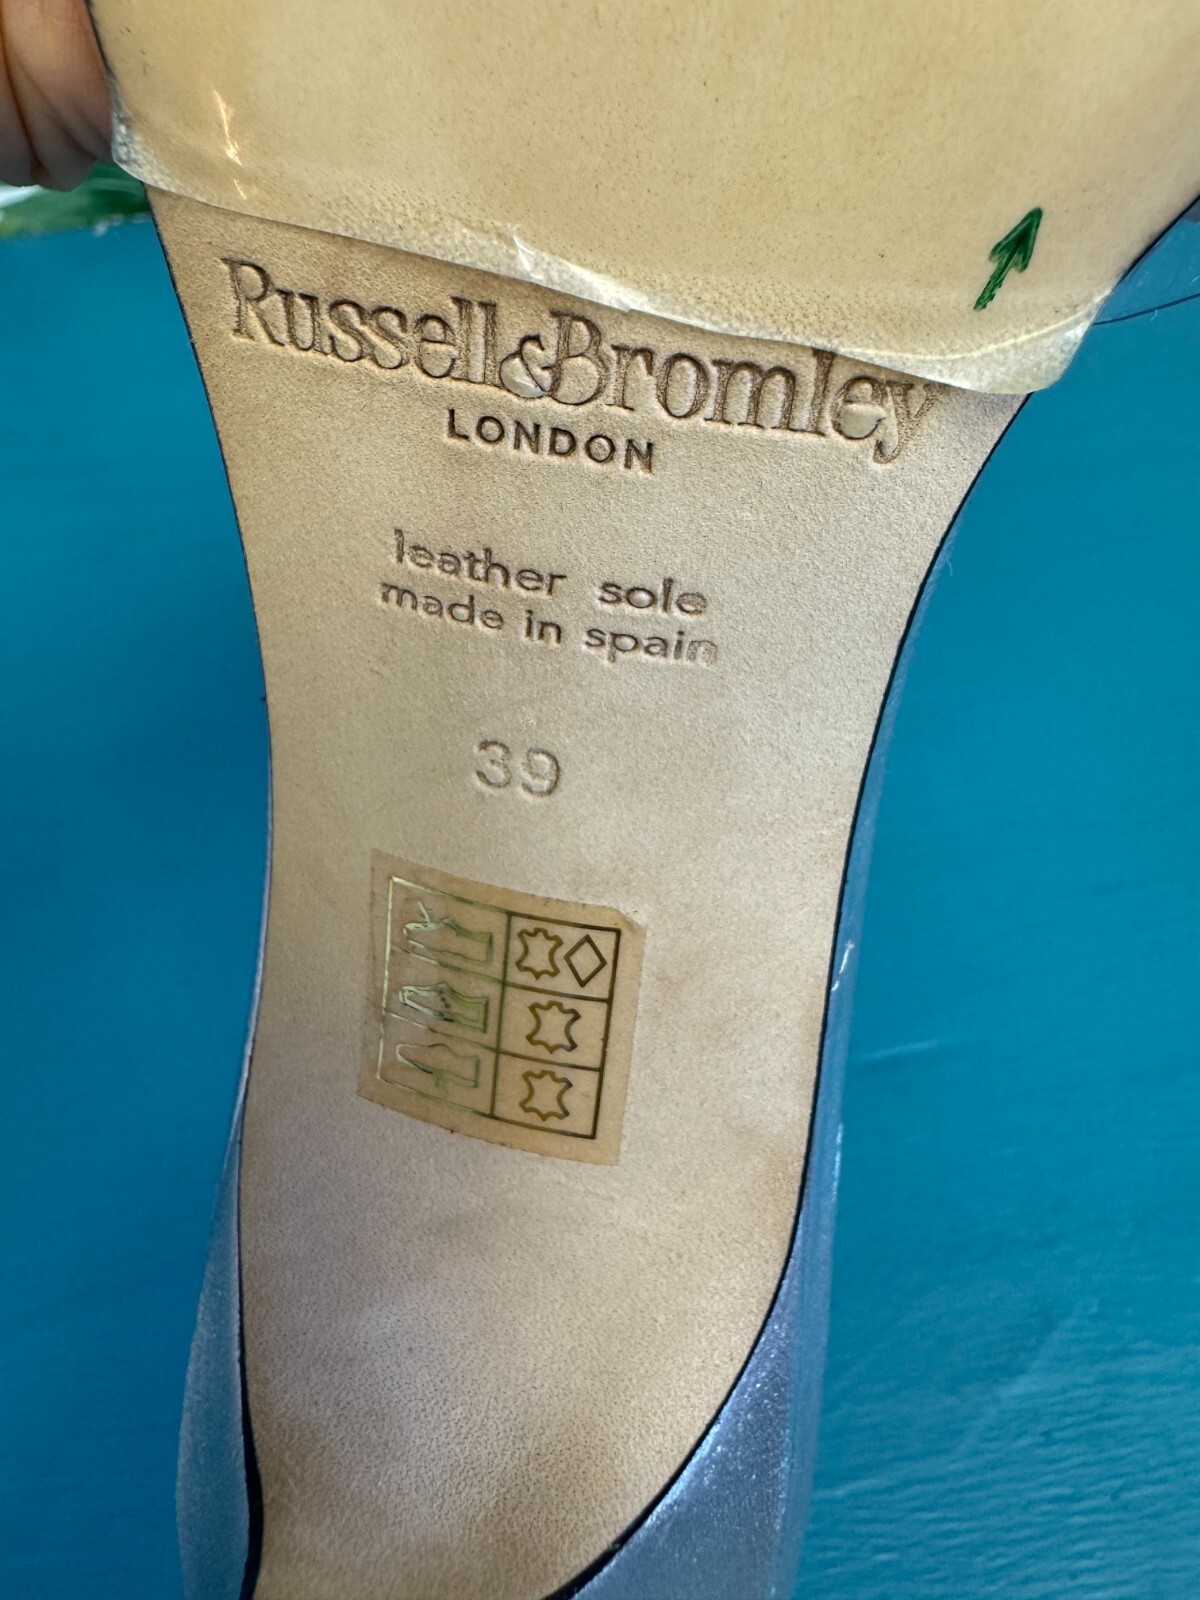 Russell&Bromley
LONDON
leather sole
made in spain
39